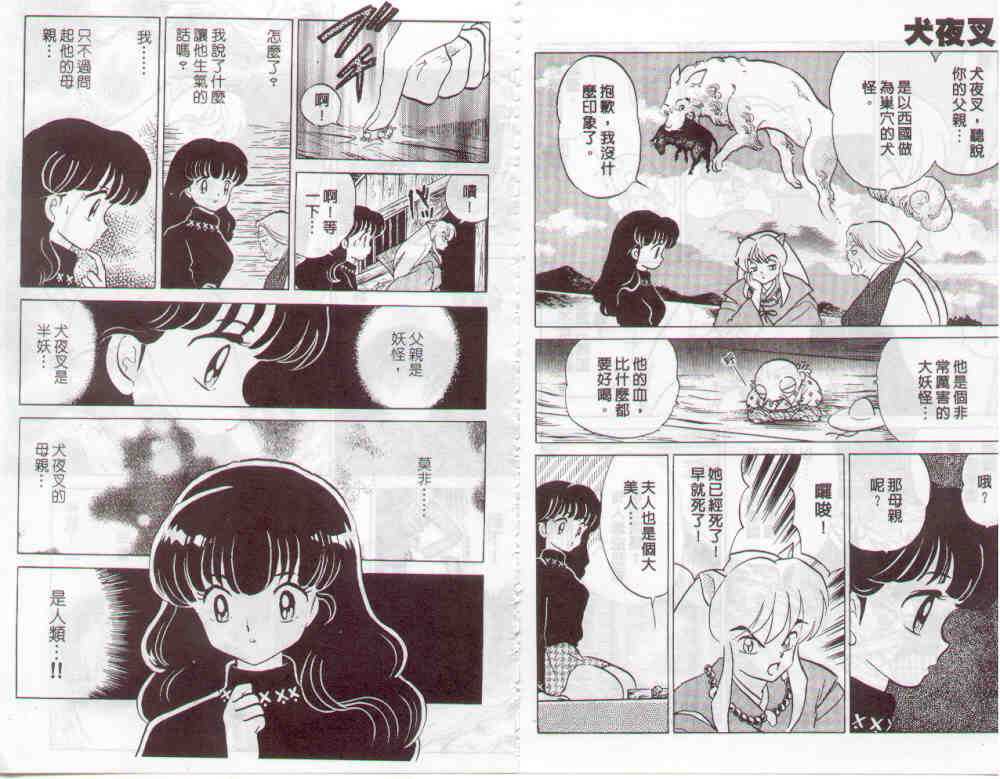 犬夜叉
犬夜叉，聽說
你的父親…
是以西國做
為巢穴的犬
怪。
抱歉，我沒什
麼印象了。
他是個非
常厲害的
大妖怪…
他的血，
比什麼都
要好喝。
哦？
那母親
呢？
囉唆！
她已經死了！
早就死了！
夫人也是個大
美人…
啊！
嘖！
啊！等
一下…
怎麼了？
我說了什麼
讓他生氣的
話嗎？
我……
只不過問
起他的母
親…
父親是
妖怪，
犬夜叉是
半妖…
莫非……
犬夜叉的
母親…
是人類…!!